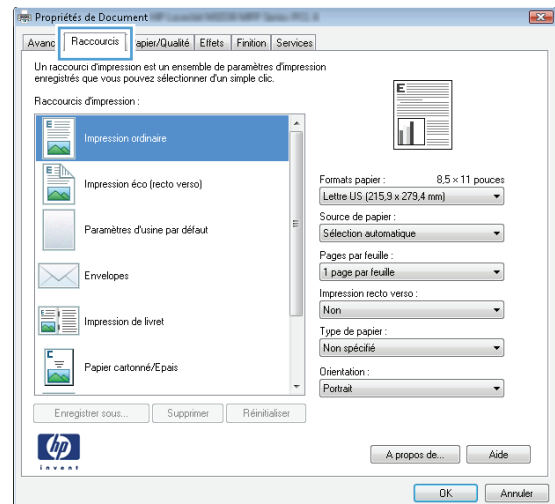 Propriétés de Document
Avanc Raccourcis apier/Qualité Effets Finition Services
Un raccourci d'impression est un ensemble de paramètres d'impression
enregistrés que vous pouvez sélectionner d'un simple clic.
Raccourcis d'impression :
Impression ordinaire
Impression éco (recto verso)
Paramètres d'usine par défaut
Envelopes
Impression de livret
Papier cartonné/Epais
Enregistrer sous... Supprimer Réinitialiser
E
Formats papier : 8,5 × 11 pouces
Lettre US (215,9 x 279,4 mm)
Source de papier :
Sélection automatique
Pages par feuille :
1 page par feuille
Impression recto verso :
Non
Type de papier :
Non spécifié
Orientation :
Portrait
hp
invent
A propos de... Aide
OK Annuler